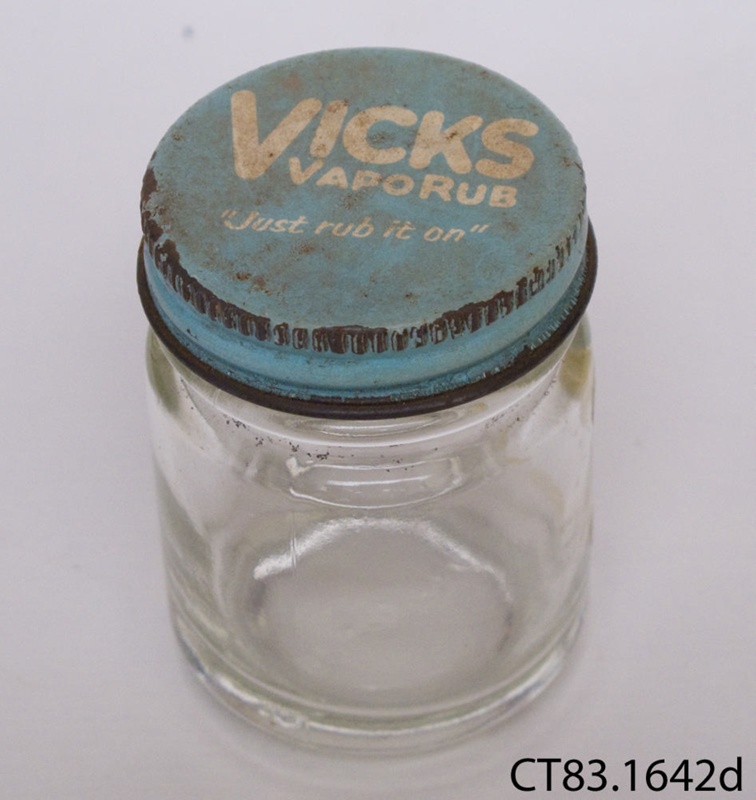 VICKS
VAPORUB
"Just rub it on"
CT83.1642d